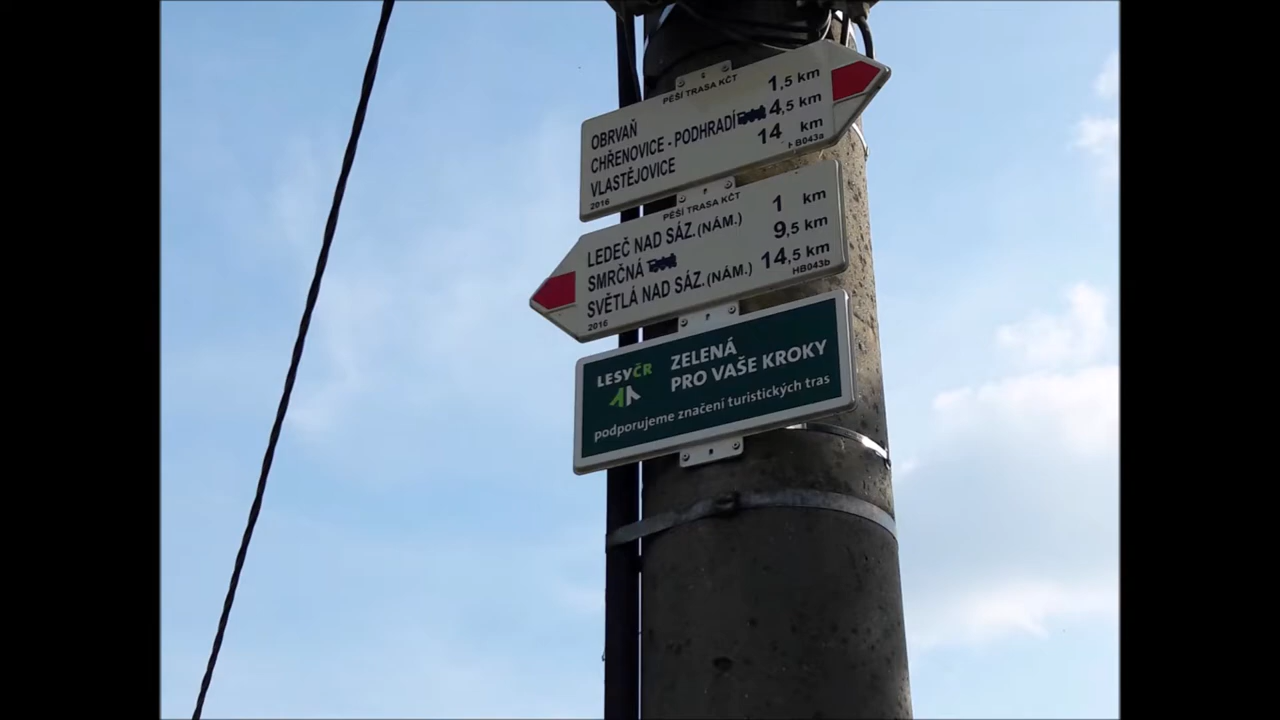 PĚŠÍ TRASA KČT
OBRVAŇ 1,5 km
CHŘENOVICE - PODHRADÍ 4,5 km
VLASTĚJOVICE 14 km
2016 HB043a
PĚŠÍ TRASA KČT
LEDEČ NAD SÁZ. (NÁM.) 1 km
SMRČNÁ 9,5 km
SVĚTLÁ NAD SÁZ. (NÁM.) 14,5 km
2016 HB043b
LESYČR
ZELENÁ
PRO VAŠE KROKY
podporujeme značení turistických tras